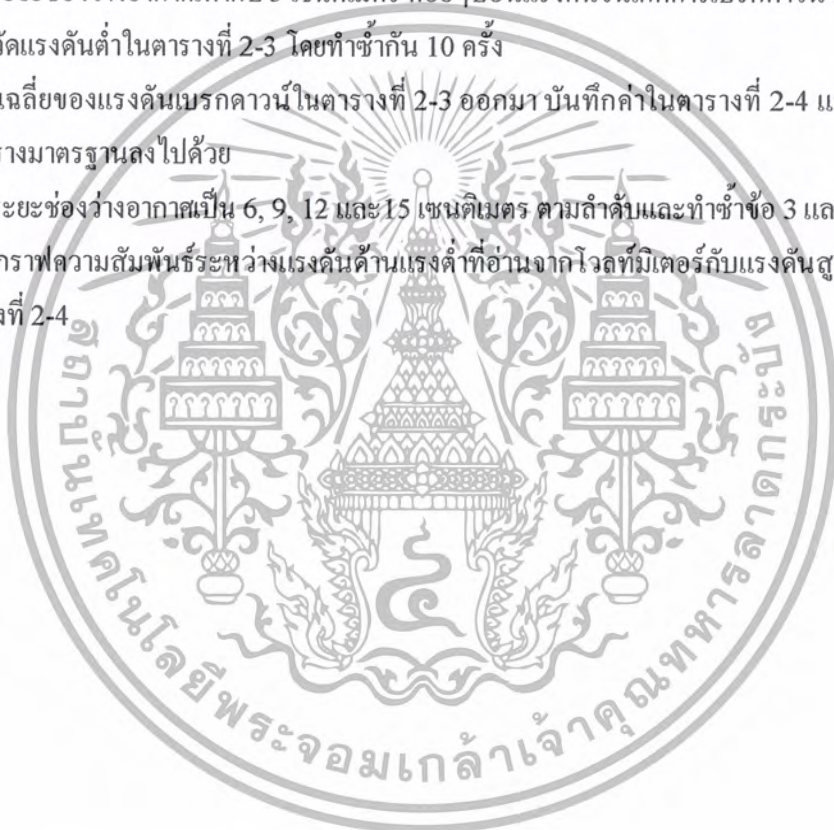 วัดแรงดันต่ำในตารางที่ 2-3 โดยทำซ้ำกัน 10 ครั้ง
เฉลี่ยของแรงดันเบรกดาวน์ในตารางที่ 2-3 ออกมา บันทึกค่าในตารางที่ 2-4 แ
รางมาตรฐานลงไปด้วย
ระยะช่องว่างอากาศเป็น 6, 9, 12 และ 15 เซนติเมตร ตามลำดับและทำซ้ำข้อ 3 แล
กราฟความสัมพันธ์ระหว่างแรงดันด้านแรงต่ำที่อ่านจากโวลท์มิเตอร์กับแรงดันสู
งที่ 2-4
สถาบันเทคโนโลยีพระจอมเกล้าเจ้าคุณทหารลาดกระบัง